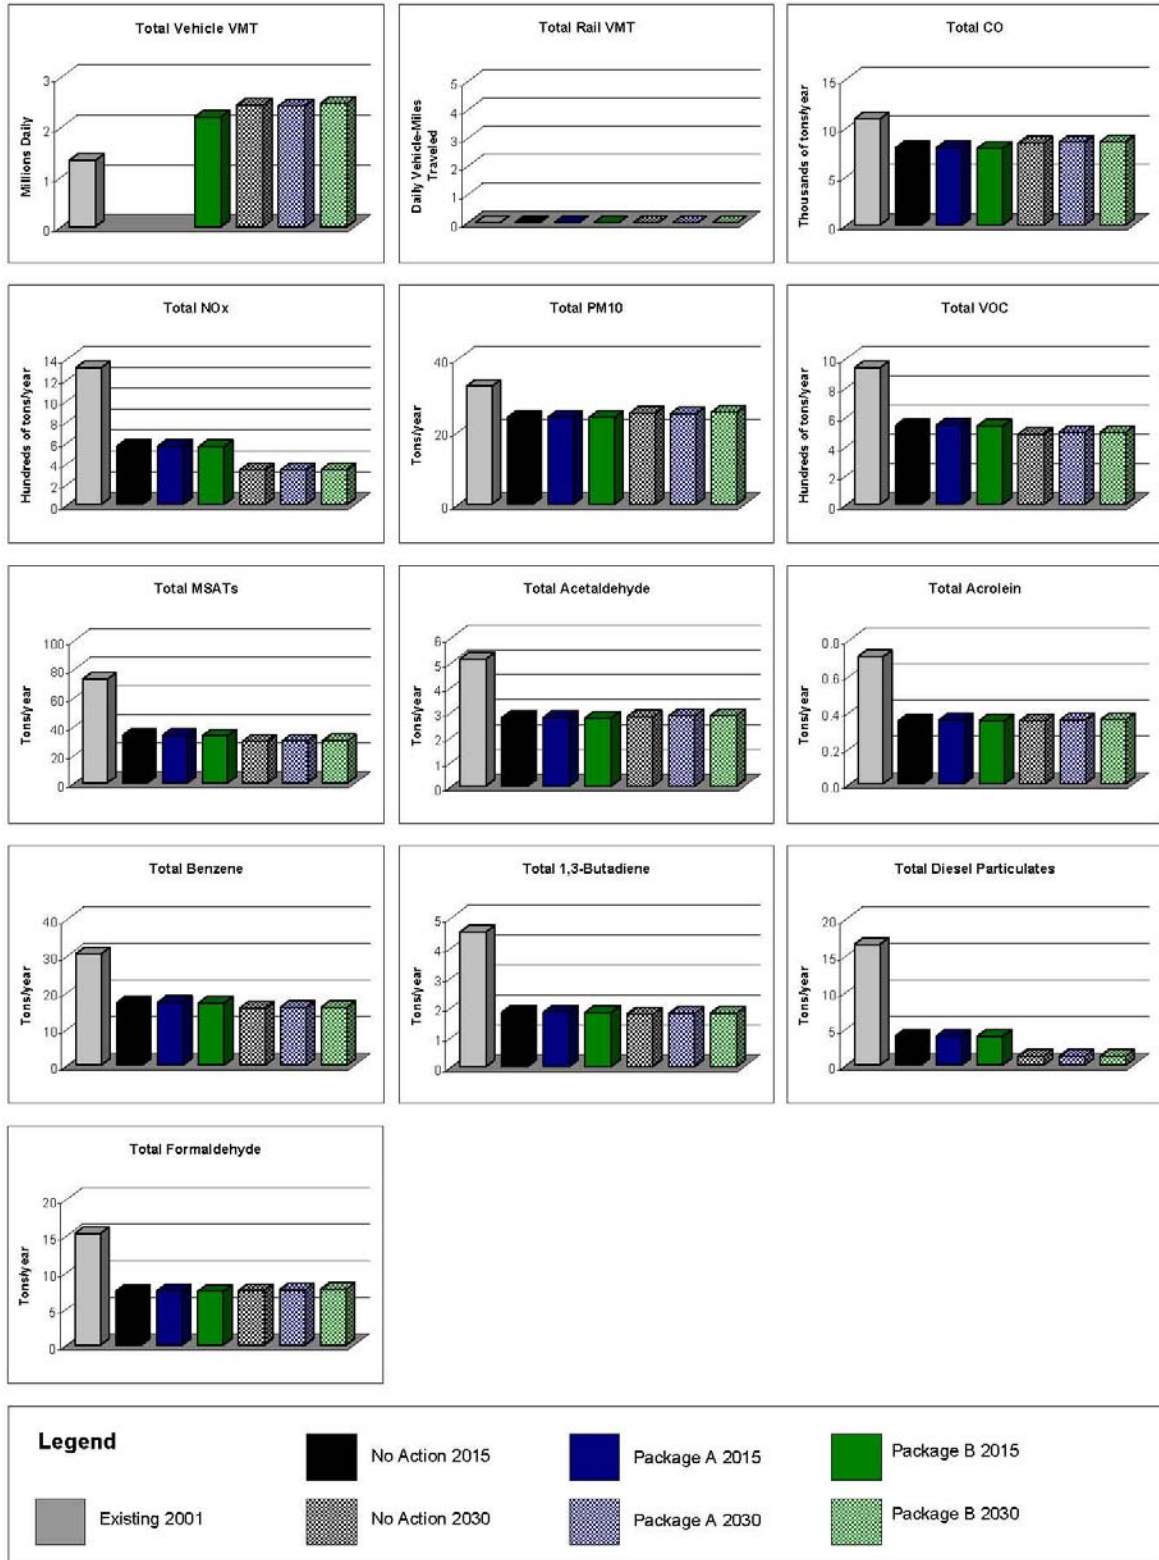 Total Vehicle VMT
Millions Daily
3
2
1
0
Total Rail VMT
Daily Vehicle-Miles
Traveled
5
4
3
2
1
0
Total CO
Thousands of tons/year
15
10
5
0
Total NOx
Hundreds of tons/year
14
12
10
8
6
4
2
0
Total PM10
Tons/year
40
20
0
Total VOC
Hundreds of tons/year
10
8
6
4
2
0
Total MSATs
Tons/year
100
80
60
40
20
0
Total Acetaldehyde
Tons/year
6
5
4
3
2
1
0
Total Acrolein
Tons/year
0.8
0.6
0.4
0.2
0.0
Total Benzene
Tons/year
40
30
20
10
0
Total 1,3-Butadiene
Tons/year
5
4
3
2
1
0
Total Diesel Particulates
Tons/year
20
15
10
5
0
Total Formaldehyde
Tons/year
20
15
10
5
0
Legend
No Action 2015
Package A 2015
Package B 2015
Existing 2001
No Action 2030
Package A 2030
Package B 2030